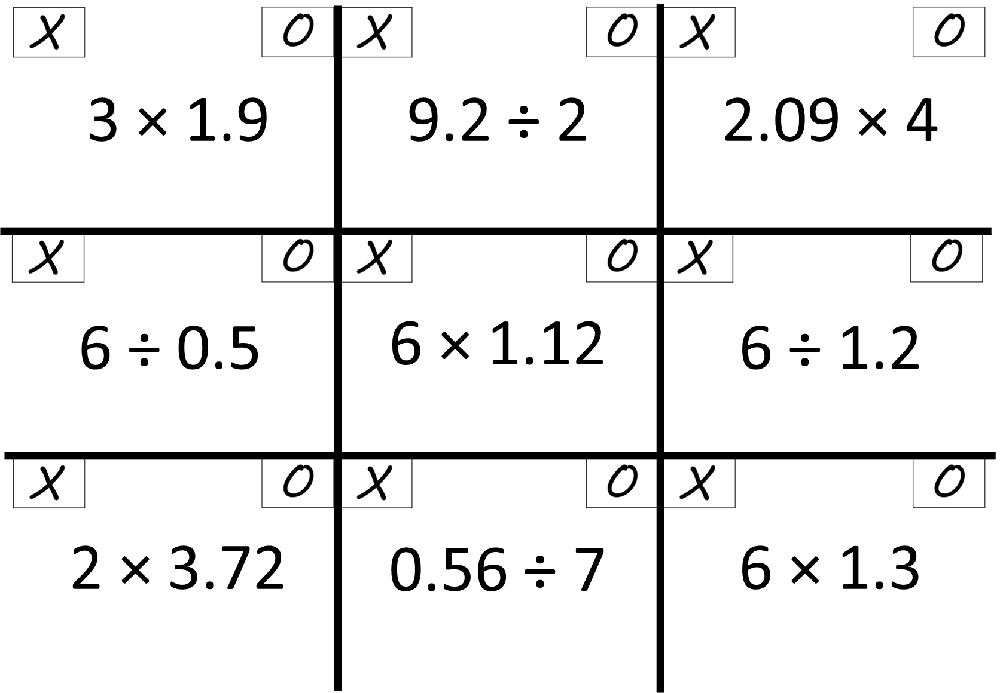 X O X O X O
3 × 1.9 9.2 ÷ 2 2.09 × 4
X O X O X O
6 ÷ 0.5 6 × 1.12 6 ÷ 1.2
X O X O X O
2 × 3.72 0.56 ÷ 7 6 × 1.3